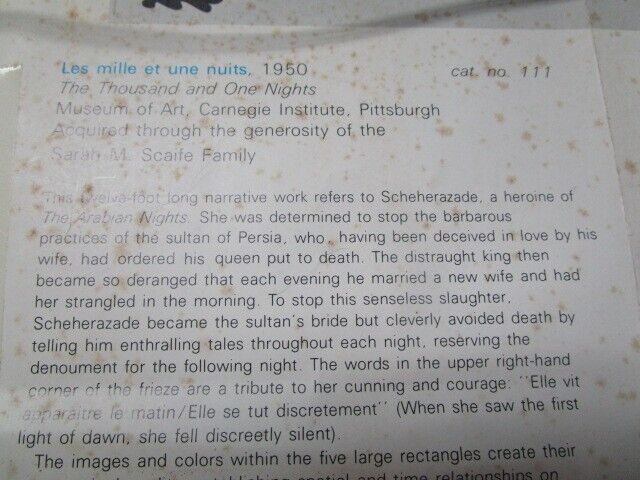 Les mille et une nuits, 1950 cat. no. 111
The Thousand and One Nights
Museum of Art, Carnegie Institute, Pittsburgh
Acquired through the generosity of the
Sarah M. Scaife Family
This twelve-foot long narrative work refers to Scheherazade, a heroine of
The Arabian Nights. She was determined to stop the barbarous
practices of the sultan of Persia, who, having been deceived in love by his
wife, had ordered his queen put to death. The distraught king then
became so deranged that each evening he married a new wife and had
her strangled in the morning. To stop this senseless slaughter,
Scheherazade became the sultan's bride but cleverly avoided death by
telling him enthralling tales throughout each night, reserving the
denoument for the following night. The words in the upper right-hand
corner of the frieze are a tribute to her cunning and courage: "Elle vit
apparaitre le matin/Elle se tut discretement" (When she saw the first
light of dawn, she fell discreetly silent).
The images and colors within the five large rectangles create their
spatial and time relationships on